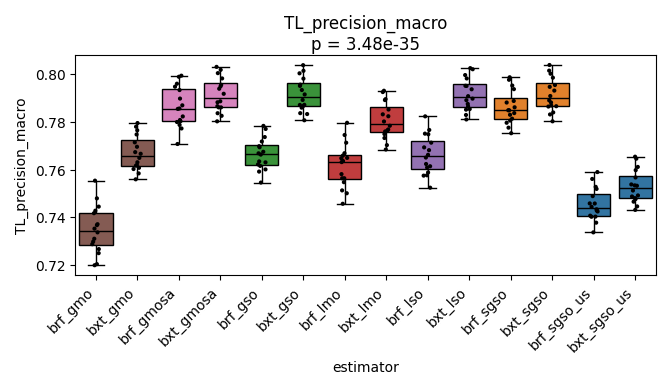 TL_precision_macro
p = 3.48e-35
TL_precision_macro
0.80
0.78
0.76
0.74
0.72
brf_gmo
bxt_gmo
brf_gmosa
bxt_gmosa
brf_gso
bxt_gso
brf_lmo
bxt_lmo
brf_lso
bxt_lso
brf_sgso
bxt_sgso
brf_sgso_us
bxt_sgso_us
estimator